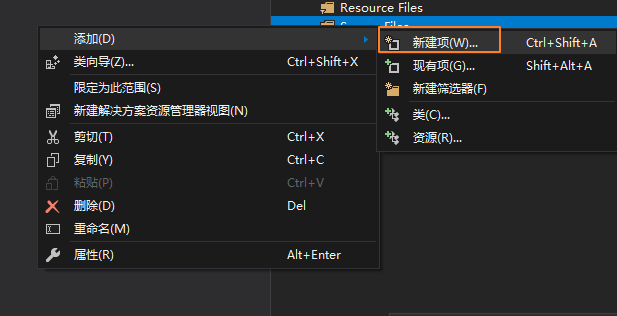 Resource Files
Source Files
添加(D)
类向导(Z)... Ctrl+Shift+X
限定为此范围(S)
新建解决方案资源管理器视图(N)
剪切(T) Ctrl+X
复制(Y) Ctrl+C
粘贴(P) Ctrl+V
删除(D) Del
重命名(M)
属性(R) Alt+Enter
新建项(W)... Ctrl+Shift+A
现有项(G)... Shift+Alt+A
新建筛选器(F)
类(C)...
资源(R)...